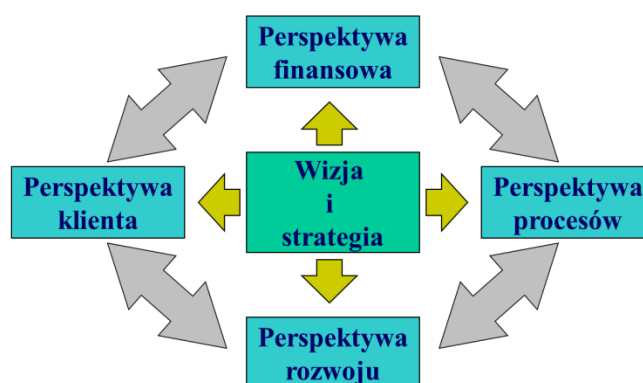 Perspektywa
finansowa
Perspektywa
klienta
Wizja
i
strategia
Perspektywa
procesów
Perspektywa
rozwoju